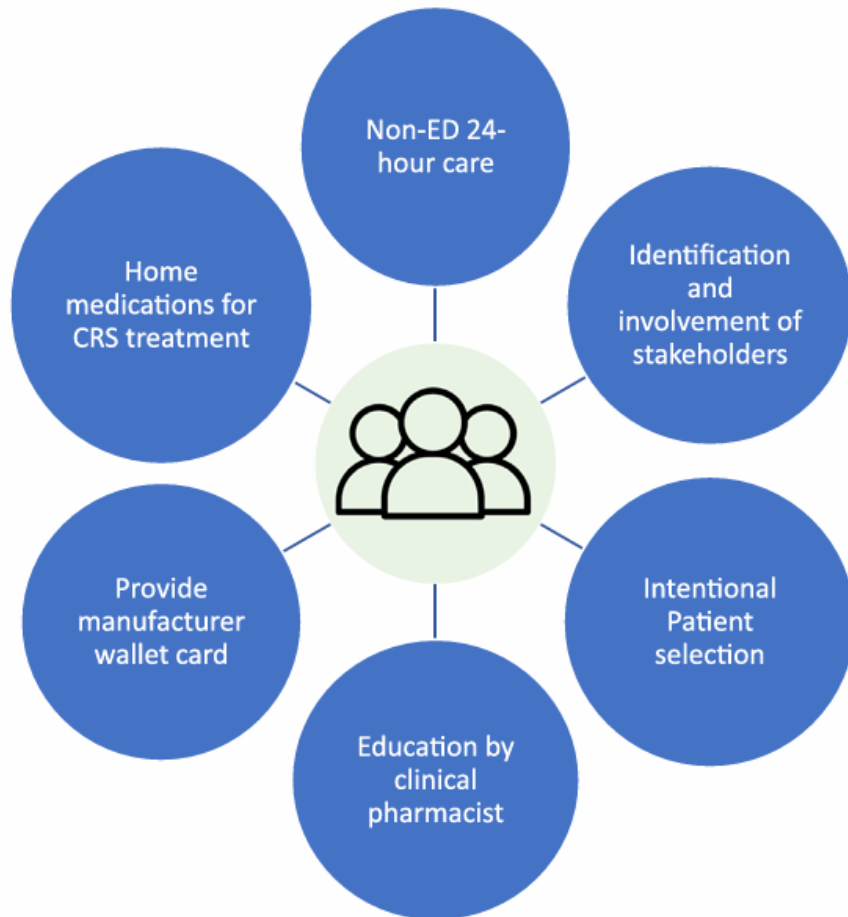 Non-ED 24-
hour care
Identification
and
involvement of
stakeholders
Intentional
Patient
selection
Education by
clinical
pharmacist
Provide
manufacturer
wallet card
Home
medications for
CRS treatment